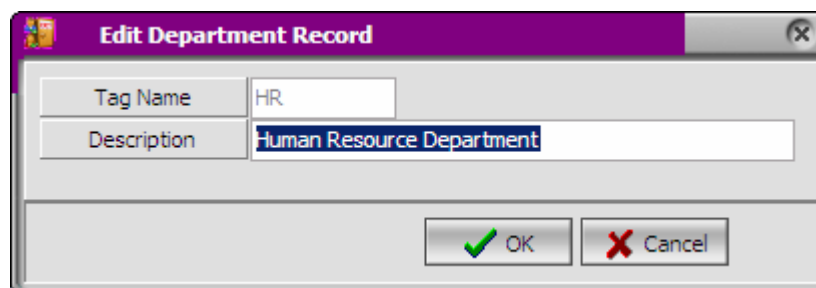 Edit Department Record
Tag Name HR
Description Human Resource Department
OK Cancel